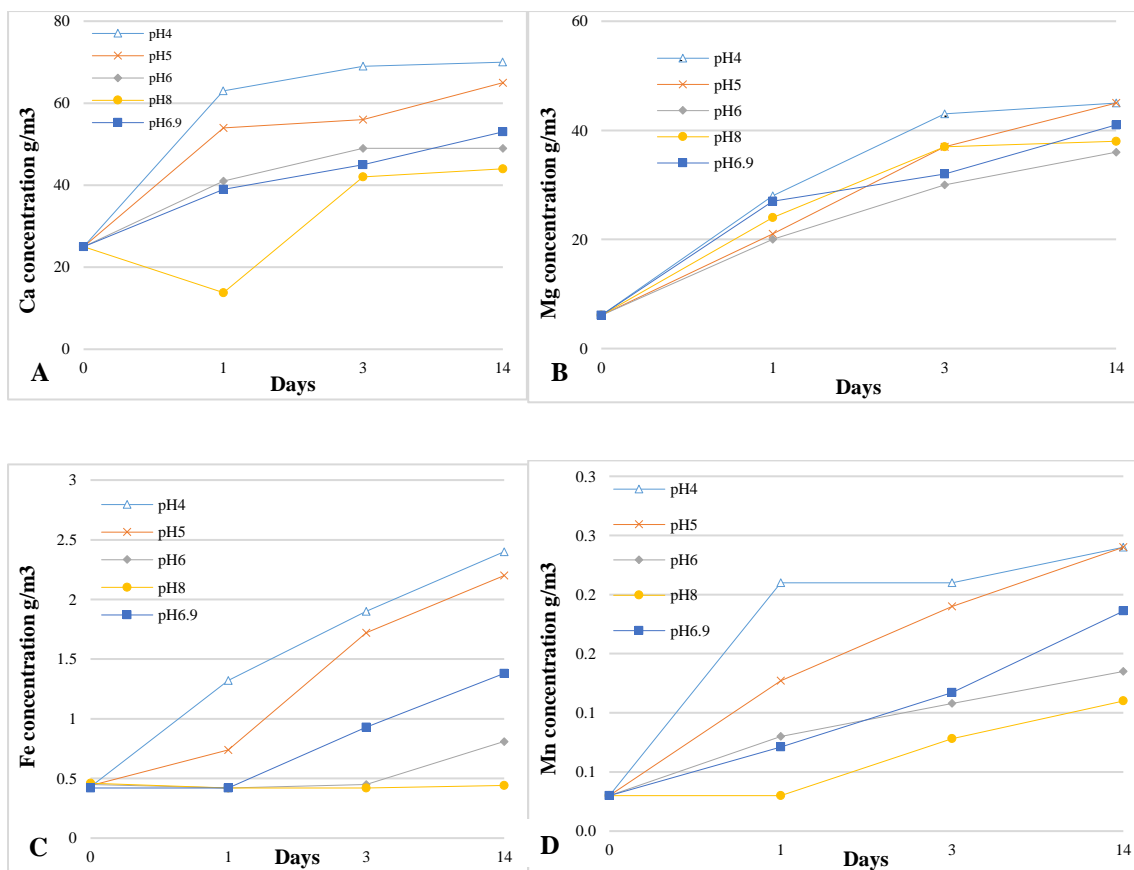 80
60
40
20
0
Ca concentration g/m3
pH4
pH5
pH6
pH8
pH6.9
0 1 3 14
Days
A
60
40
20
0
Mg concentration g/m3
pH4
pH5
pH6
pH8
pH6.9
0 1 3 14
Days
B
3
2.5
2
1.5
1
0.5
0
Fe concentration g/m3
pH4
pH5
pH6
pH8
pH6.9
0 1 3 14
Days
C
0.3
0.3
0.2
0.2
0.1
0.1
0.0
Mn concentration g/m3
pH4
pH5
pH6
pH8
pH6.9
0 1 3 14
Days
D